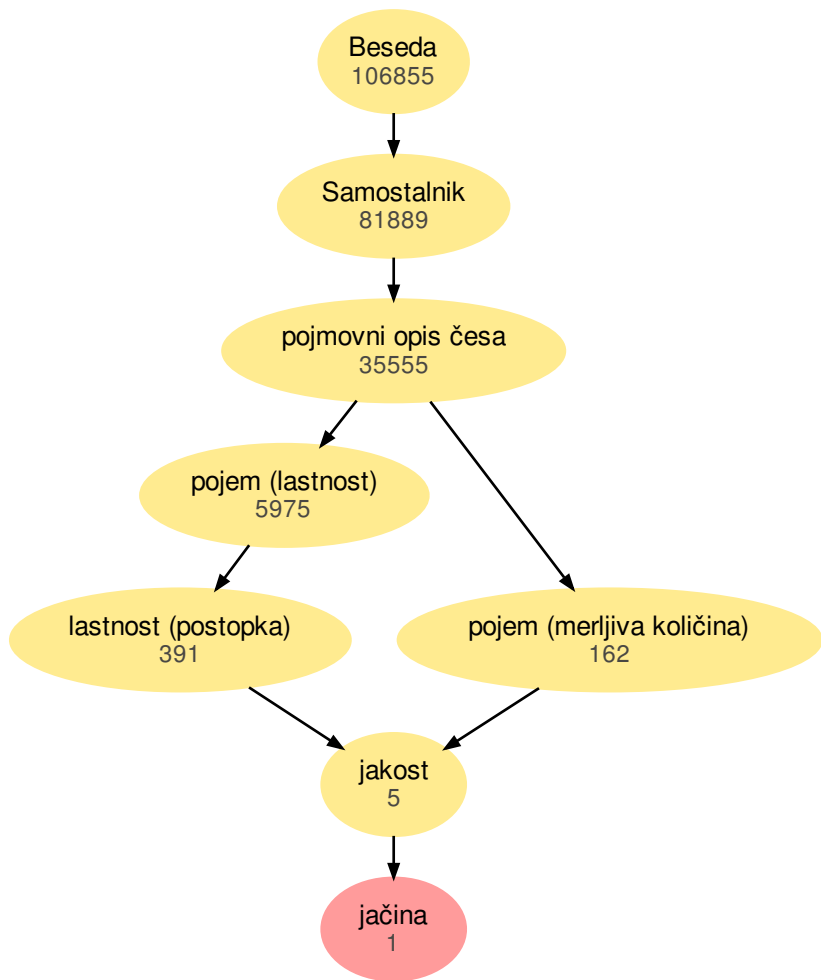 Beseda
106855
Samostalnik
81889
pojmovni opis česa
35555
pojem (lastnost)
5975
lastnost (postopka)
391
pojem (merljiva količina)
162
jakost
5
jačina
1